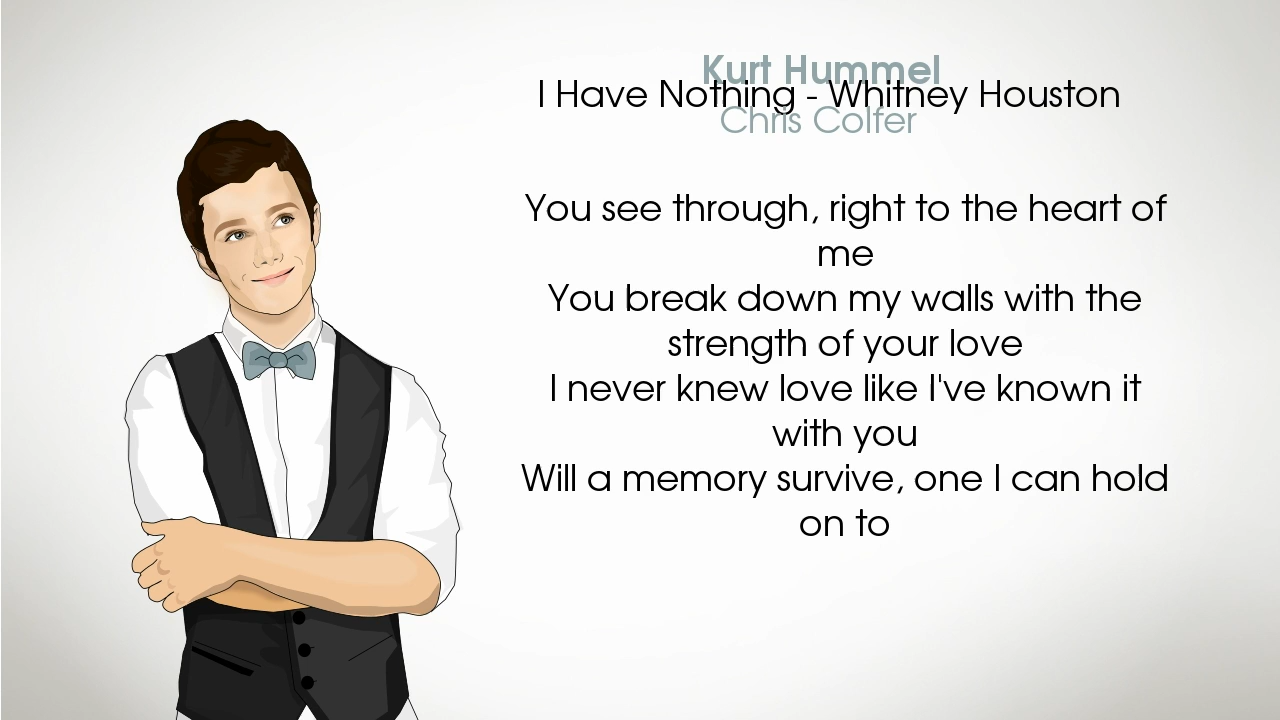 Kurt Hummel
I Have Nothing - Whitney Houston
Chris Colfer
You see through, right to the heart of
me
You break down my walls with the
strength of your love
I never knew love like I've known it
with you
Will a memory survive, one I can hold
on to